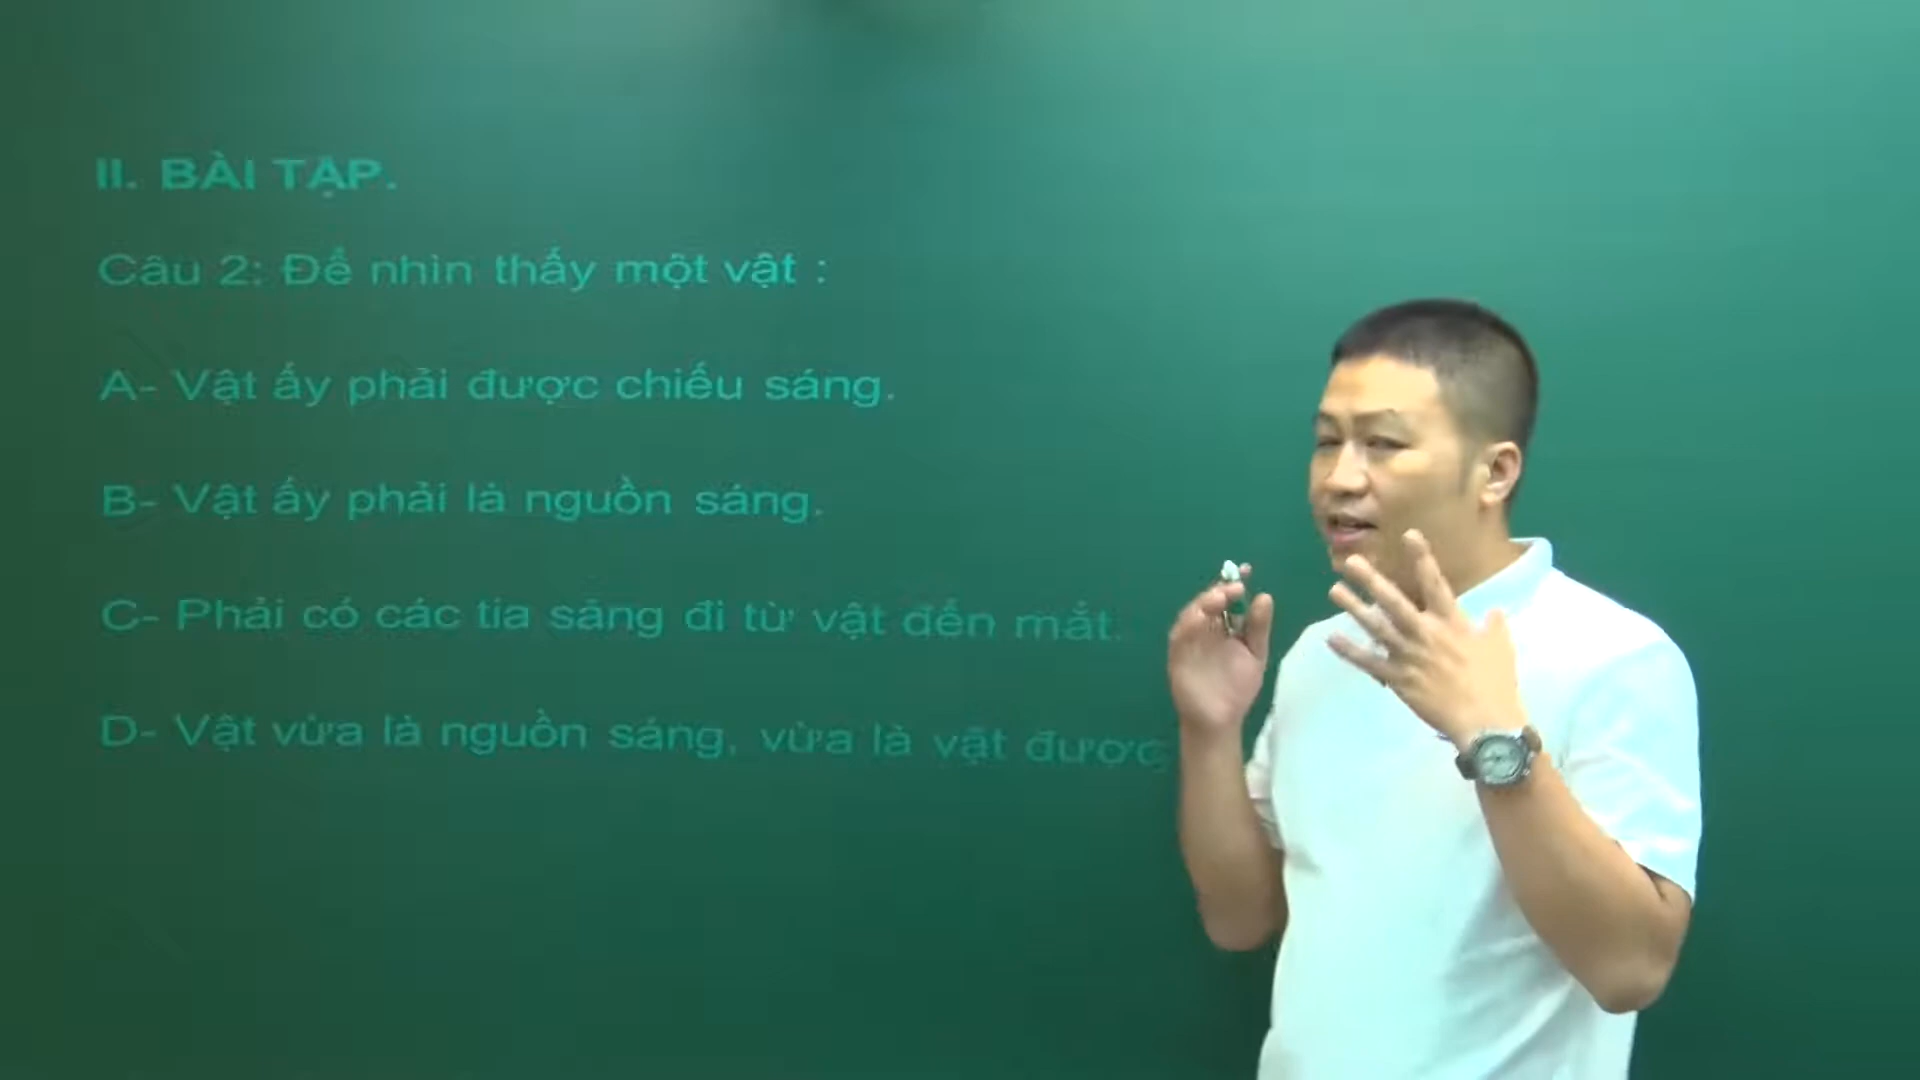 II. BÀI TẬP.
Câu 2: Để nhìn thấy một vật :
A- Vật ấy phải được chiếu sáng.
B- Vật ấy phải là nguồn sáng.
C- Phải có các tia sáng đi từ vật đến mắt.
D- Vật vừa là nguồn sáng, vừa là vật được